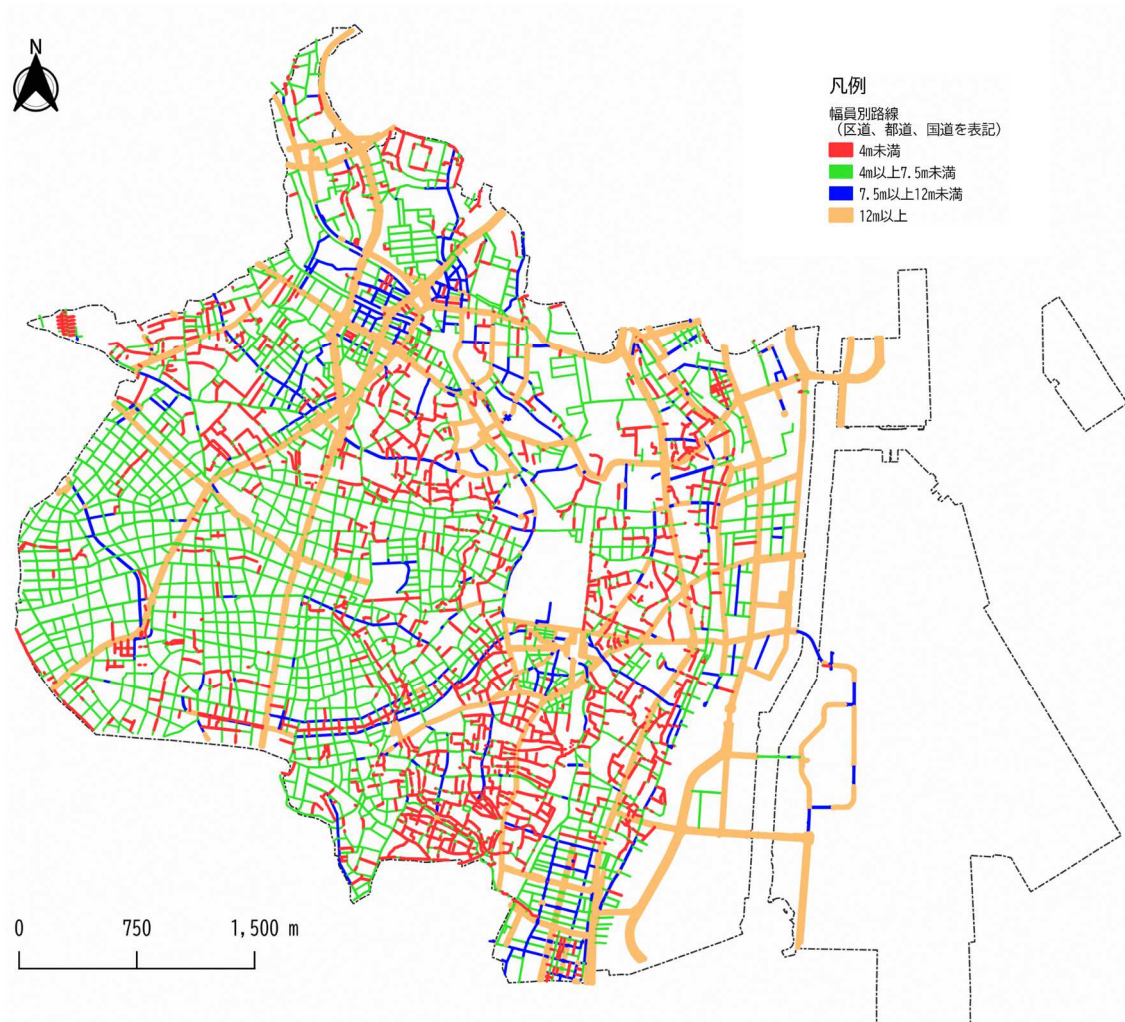 N
凡例
幅員別路線
(区道、都道、国道を表記)
4m未満
4m以上7.5m未満
7.5m以上12m未満
12m以上
0 750 1,500 m